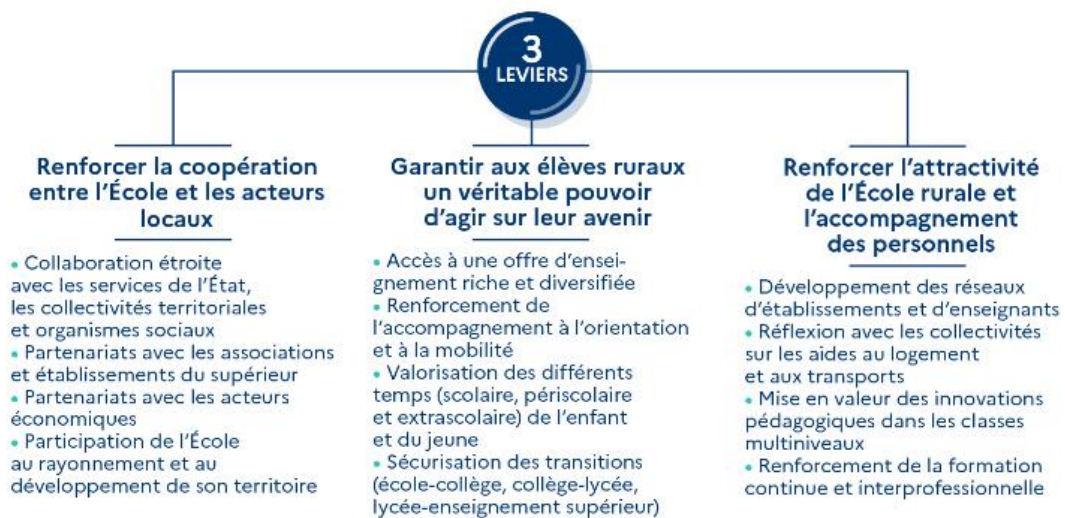 3
LEVIERS
Renforcer la coopération
entre l'École et les acteurs
locaux
• Collaboration étroite
avec les services de l'État,
les collectivités territoriales
et organismes sociaux
• Partenariats avec les associations
et établissements du supérieur
• Partenariats avec les acteurs
économiques
• Participation de l'École
au rayonnement et au
développement de son territoire
Garantir aux élèves ruraux
un véritable pouvoir
d'agir sur leur avenir
• Accès à une offre d'ensei-
gnement riche et diversifiée
• Renforcement de
l'accompagnement à l'orientation
et à la mobilité
• Valorisation des différents
temps (scolaire, périscolaire
et extrascolaire) de l'enfant
et du jeune
• Sécurisation des transitions
(école-collège, collège-lycée,
lycée-enseignement supérieur)
Renforcer l'attractivité
de l'École rurale et
l'accompagnement
des personnels
• Développement des réseaux
d'établissements et d'enseignants
• Réflexion avec les collectivités
sur les aides au logement
et aux transports
• Mise en valeur des innovations
pédagogiques dans les classes
multiniveaux
• Renforcement de la formation
continue et interprofessionnelle